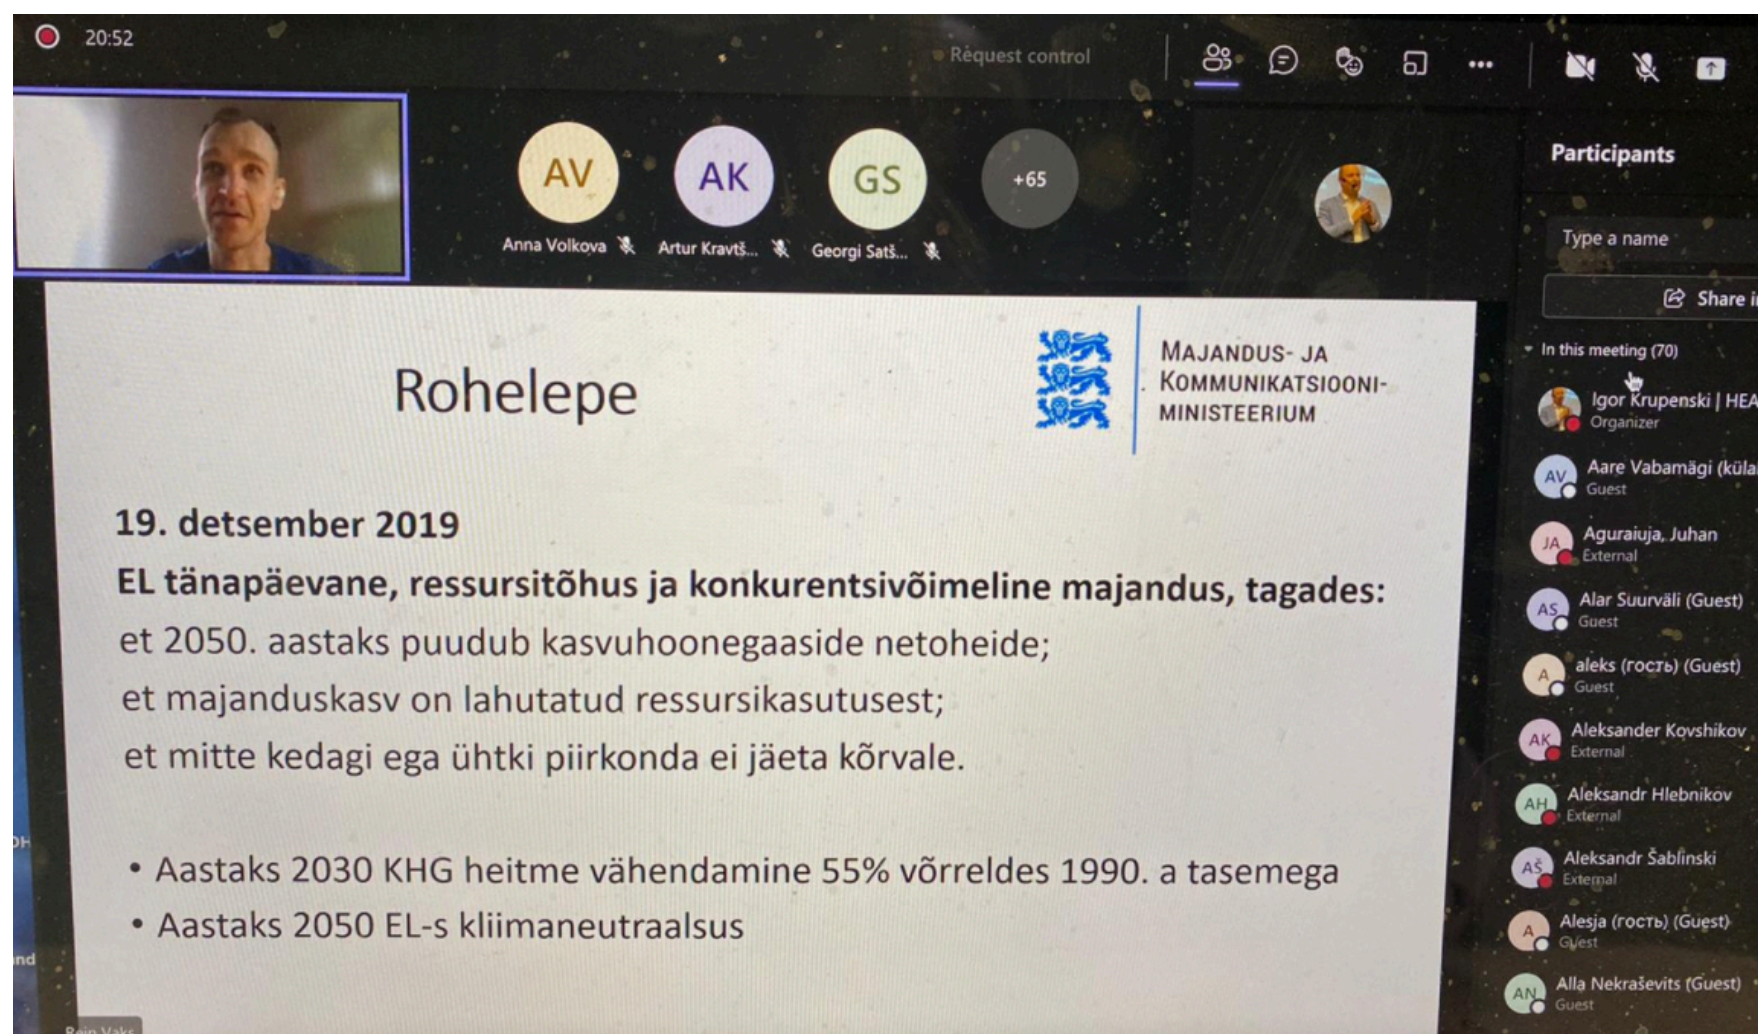 20:52
Request control
AV
AK
GS
+65
Anna Volkova
Artur Kravtš...
Georgi Satš...
Participants
Type a name
Share
In this meeting (70)
Igor Krupenski | HEA
Organizer
AV
Aare Vabamägi
Guest
JA
Aguraiuja, Juhan
External
AS
Alar Suurväli (Guest)
Guest
A
aleks (гость) (Guest)
Guest
AK
Aleksander Kovshikov
External
AH
Aleksandr Hlebnikov
External
AŠ
Aleksandr Šablinski
External
A
Alesja (гость) (Guest)
Guest
AN
Alla Nekraševits (Guest)
Guest
Rohelepe
MAJANDUS- JA
KOMMUNIKATSIOONI-
MINISTEERIUM
19. detsember 2019
EL tänapäevane, ressursitõhus ja konkurentsivõimeline majandus, tagades:
et 2050. aastaks puudub kasvuhoonegaaside netoheide;
et majanduskasv on lahutatud ressursikasutusest;
et mitte kedagi ega ühtki piirkonda ei jäeta kõrvale.
• Aastaks 2030 KHG heitme vähendamine 55% võrreldes 1990. a tasemega
• Aastaks 2050 EL-s kliimaneutraalsus
Rein Vaks